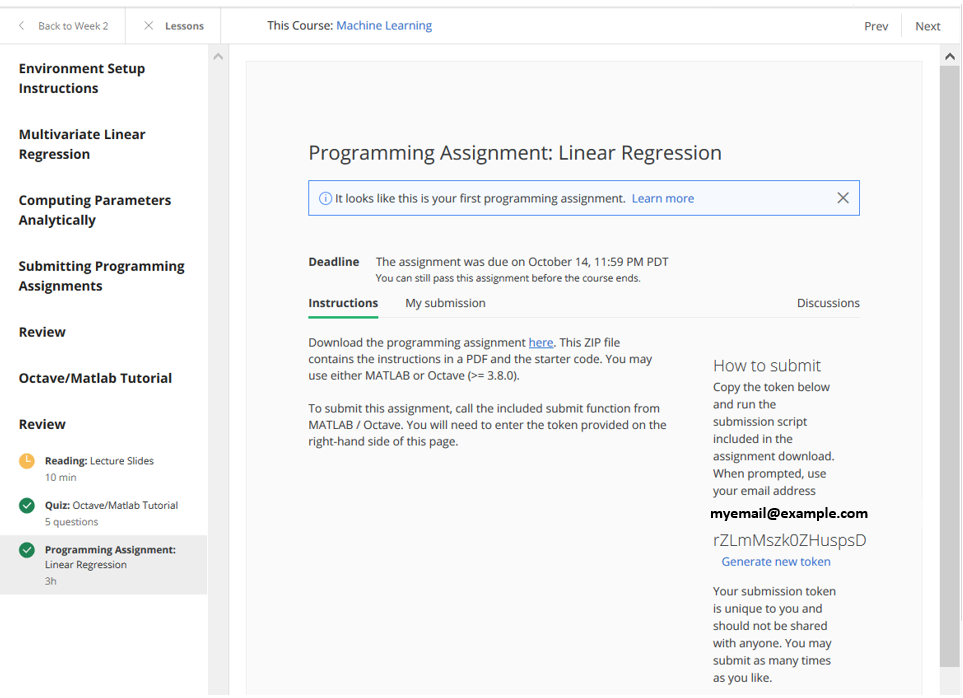 Back to Week 2
Lessons
This Course: Machine Learning
Prev
Next
Environment Setup
Instructions
Multivariate Linear
Regression
Computing Parameters
Analytically
Submitting Programming
Assignments
Review
Octave/Matlab Tutorial
Review
Reading: Lecture Slides
10 min
Quiz: Octave/Matlab Tutorial
5 questions
Programming Assignment:
Linear Regression
3h
Programming Assignment: Linear Regression
It looks like this is your first programming assignment. Learn more
Deadline The assignment was due on October 14, 11:59 PM PDT
You can still pass this assignment before the course ends.
Instructions
My submission
Discussions
Download the programming assignment here. This ZIP file
contains the instructions in a PDF and the starter code. You may
use either MATLAB or Octave (>= 3.8.0).
To submit this assignment, call the included submit function from
MATLAB / Octave. You will need to enter the token provided on the
right-hand side of this page.
How to submit
Copy the token below
and run the
submission script
included in the
assignment download.
When prompted, use
your email address
myemail@example.com
rZLmMszk0ZHuspsD
Generate new token
Your submission token
is unique to you and
should not be shared
with anyone. You may
submit as many times
as you like.